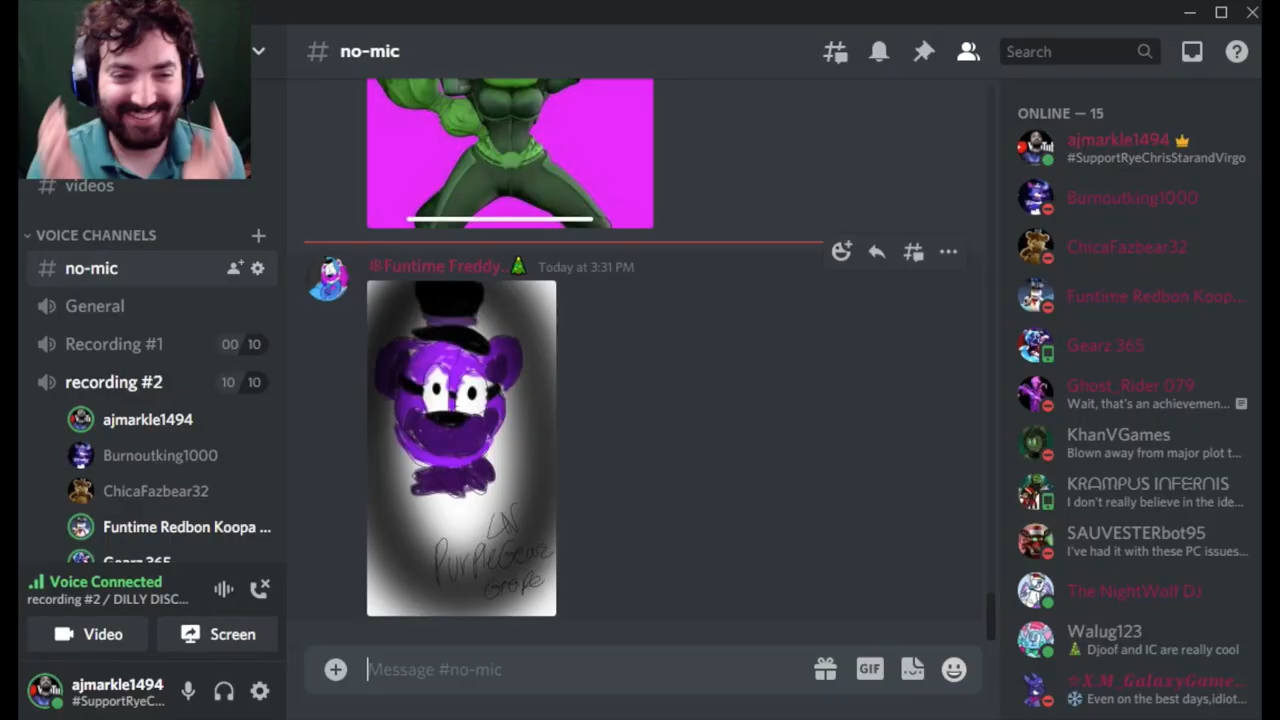 no-mic
Search
videos
VOICE CHANNELS
no-mic
General
Recording #1
00 10
recording #2
10 10
ajmarkle1494
Burnoutking1000
ChicaFazbear32
Funtime Redbon Koopa ...
Gearz 365
Voice Connected
recording #2 / DILLY DISC...
Video
Screen
ajmarkle1494
#SupportRyeC...
❄Funtime Freddy..🎄
Today at 3:31 PM
PurpleGearz
Grape
Message #no-mic
GIF
ONLINE — 15
ajmarkle1494
#SupportRyeChrisStarandVirgo
Burnoutking1000
ChicaFazbear32
Funtime Redbon Koop...
Gearz 365
Ghost_Rider 079
Wait, that's an achievemen...
KhanVGames
Blown away from major plot t...
KRAMPUS INFERNIS
I don't really believe in the ide...
SAUVESTERbot95
I've had it with these PC issues...
The NightWolf DJ
Walug123
🎄 Djoof and IC are really cool
X.M_GalaxyGame...
❄ Even on the best days,idiot...